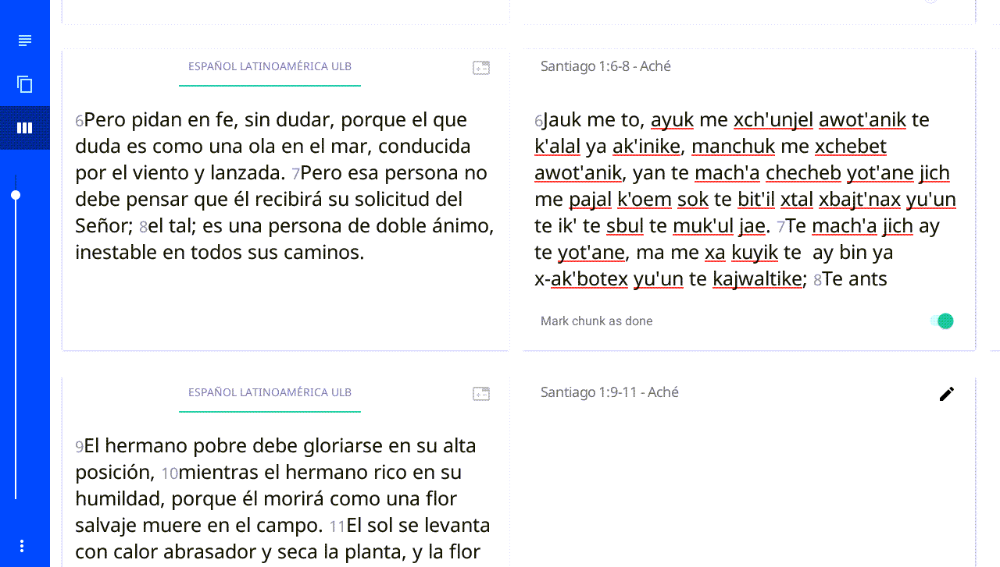 ESPAÑOL LATINOAMÉRICA ULB
6Pero pidan en fe, sin dudar, porque el que
duda es como una ola en el mar, conducida
por el viento y lanzada. 7Pero esa persona no
debe pensar que él recibirá su solicitud del
Señor; 8el tal; es una persona de doble ánimo,
inestable en todos sus caminos.
Santiago 1:6-8 - Aché
6Jauk me to, ayuk me xch'unjel awot'anik te
k'alal ya ak'inike, manchuk me xchebet
awot'anik, yan te mach'a checheb yot'ane jich
me pajal k'oem sok te bit'il xtal xbajt'nax yu'un
te ik' te sbul te muk'ul jae. 7Te mach'a jich ay
te yot'ane, ma me xa kuyik te  ay bin ya
x-ak'botex yu'un te kajwaltike; 8Te ants
Mark chunk as done
ESPAÑOL LATINOAMÉRICA ULB
9El hermano pobre debe gloriarse en su alta
posición, 10mientras el hermano rico en su
humildad, porque él morirá como una flor
salvaje muere en el campo. 11El sol se levanta
con calor abrasador y seca la planta, y la flor
Santiago 1:9-11 - Aché